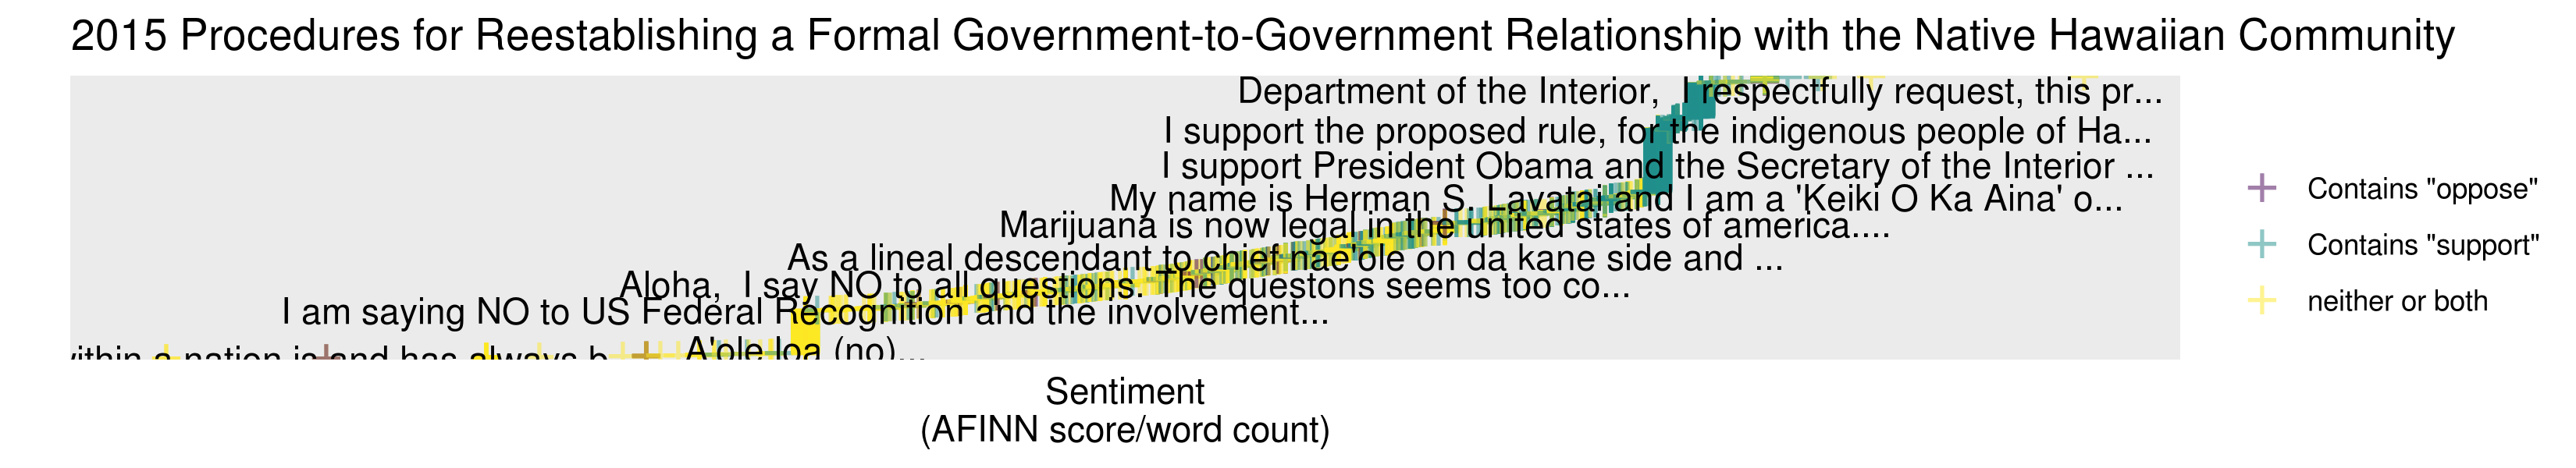 2015 Procedures for Reestablishing a Formal Government-to-Government Relationship with the Native Hawaiian Community
Department of the Interior,  I respectfully request, this pr...
I support the proposed rule, for the indigenous people of Ha...
I support President Obama and the Secretary of the Interior ...
My name is Herman S. Lavatai and I am a 'Keiki O Ka Aina' o...
Marijuana is now legal in the united states of america....
As a lineal descendant to chief nae'ole on da kane side and ...
Aloha,  I say NO to all questions.  The questons seems too co...
I am saying NO to US Federal Recognition and the involvement...
A'ole loa (no)...
within a nation is and has always b
Sentiment
(AFINN score/word count)
Contains "oppose"
Contains "support"
neither or both